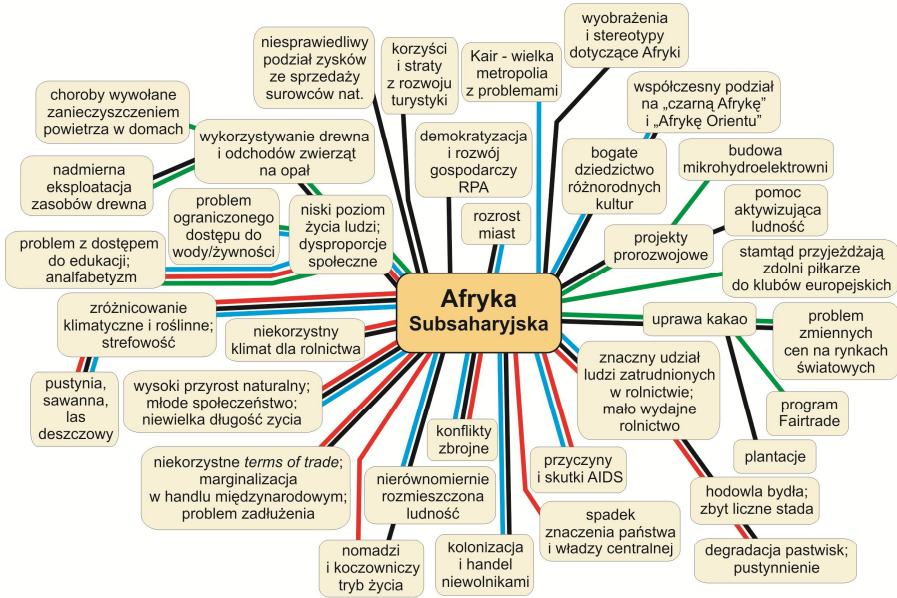 wyobrażenia
i stereotypy
dotyczące Afryki
niesprawiedliwy
podział zysków
ze sprzedaży
surowców nat.
korzyści
i straty
z rozwoju
turystyki
Kair - wielka
metropolia
z problemami
współczesny podział
na „czarną Afrykę”
i „Afrykę Orientu”
choroby wywołane
zanieczyszczeniem
powietrza w domach
wykorzystywanie drewna
i odchodów zwierząt
na opał
demokratyzacja
i rozwój
gospodarczy
RPA
bogate
dziedzictwo
różnorodnych
kultur
budowa
mikrohydroelektrowni
nadmierna
eksploatacja
zasobów drewna
problem
ograniczonego
dostępu do
wody/żywności
niski poziom
życia ludzi;
dysproporcje
społeczne
rozrost
miast
pomoc
aktywizująca
ludność
projekty
prorozwojowe
problem z dostępem
do edukacji;
analfabetyzm
stamtąd przyjeżdżają
zdolni piłkarze
do klubów europejskich
Afryka
Subsaharyjska
zróżnicowanie
klimatyczne i roślinne;
strefowość
niekorzystny
klimat dla rolnictwa
uprawa kakao
problem
zmiennych
cen na rynkach
światowych
pustynia,
sawanna,
las
deszczowy
wysoki przyrost naturalny;
młode społeczeństwo;
niewielka długość zycia
znaczny udział
ludzi zatrudnionych
w rolnictwie;
mało wydajne
rolnictwo
program
Fairtrade
plantacje
konflikty
zbrojne
niekorzystne terms of trade;
marginalizacja
w handlu międzynarodowym;
problem zadłużenia
nierównomiernie
rozmieszczona
ludność
przyczyny
i skutki AIDS
hodowla bydła;
zbyt liczne stada
spadek
znaczenia państwa
i władzy centralnej
nomadzi
i koczowniczy
tryb życia
kolonizacja
i handel
niewolnikami
degradacja pastwisk;
pustynnienie